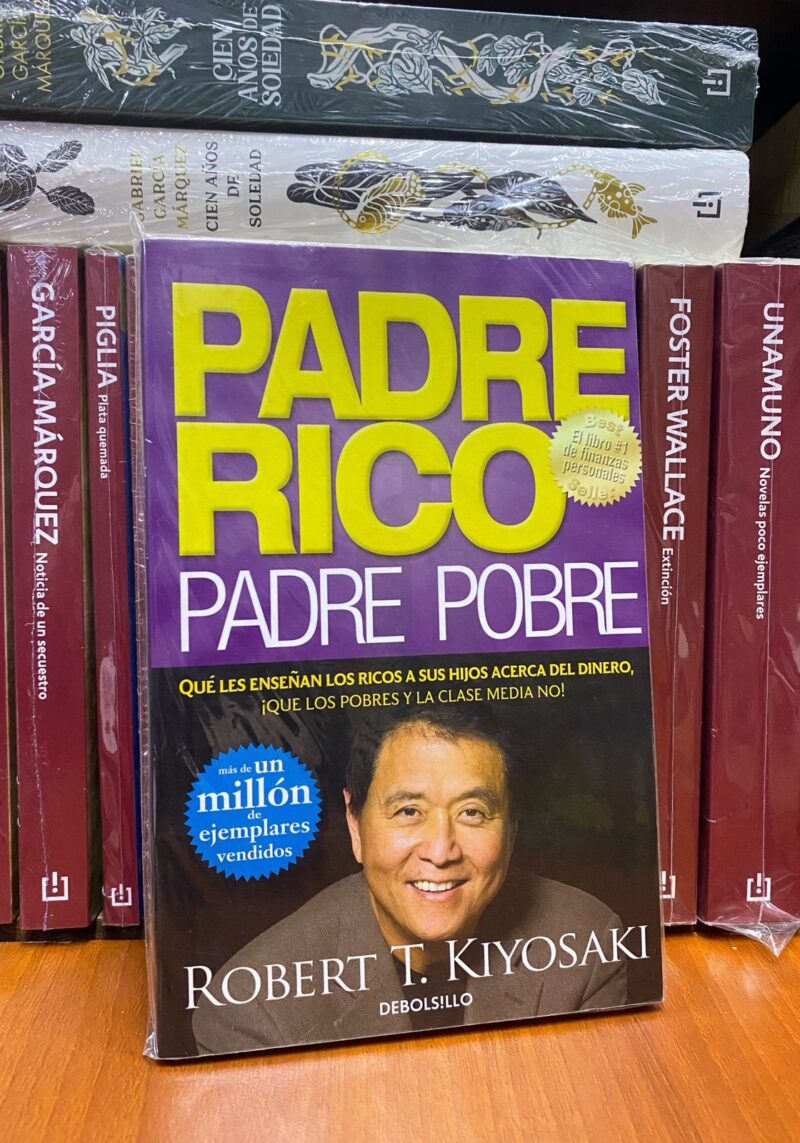 GARCÍA
MÁRQUEZ
CIEN
AÑOS DE
SOLEDAD
GABRIEL
GARCÍA
MÁRQUEZ
CIEN AÑOS
DE
SOLEDAD
GARCÍA MÁRQUEZ Noticia de un secuestro
PIGLIA Plata quemada
PADRE
RICO
PADRE POBRE
Best
El libro #1
de finanzas
personales
Seller
QUÉ LES ENSEÑAN LOS RICOS A SUS HIJOS ACERCA DEL DINERO,
¡QUE LOS POBRES Y LA CLASE MEDIA NO!
más de un
millón
de
ejemplares
vendidos
ROBERT T. KIYOSAKI
DEBOLS!LLO
FOSTER WALLACE Extinción
UNAMUNO Novelas poco ejemplares